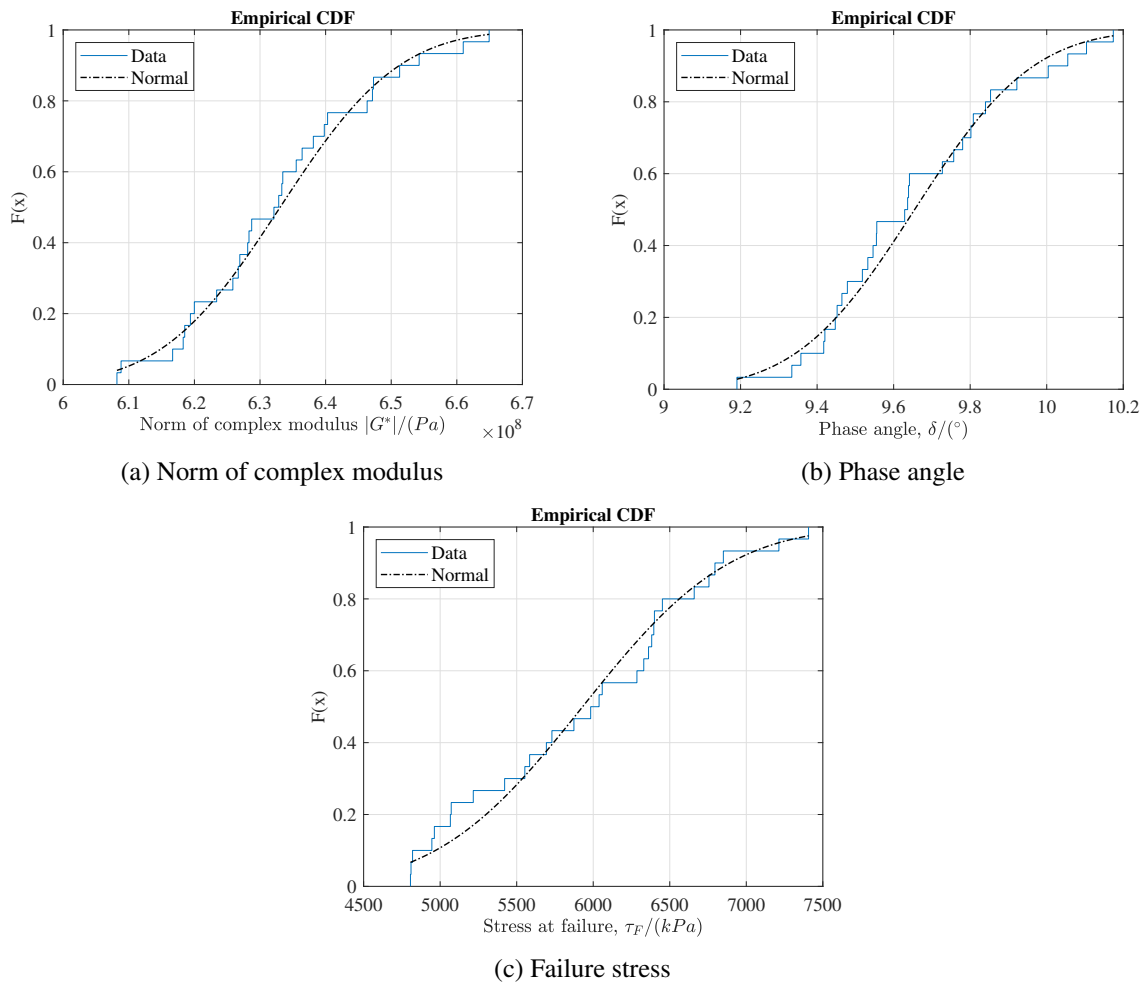 Empirical CDF
Data
Normal
F(x)
1
0.8
0.6
0.4
0.2
0
6 6.1 6.2 6.3 6.4 6.5 6.6 6.7
Norm of complex modulus |G*|/(Pa) ×10^8
(a) Norm of complex modulus
Empirical CDF
Data
Normal
F(x)
1
0.8
0.6
0.4
0.2
0
9 9.2 9.4 9.6 9.8 10 10.2
Phase angle, δ/(°)
(b) Phase angle
Empirical CDF
Data
Normal
F(x)
1
0.8
0.6
0.4
0.2
0
4500 5000 5500 6000 6500 7000 7500
Stress at failure, τ_F/(kPa)
(c) Failure stress